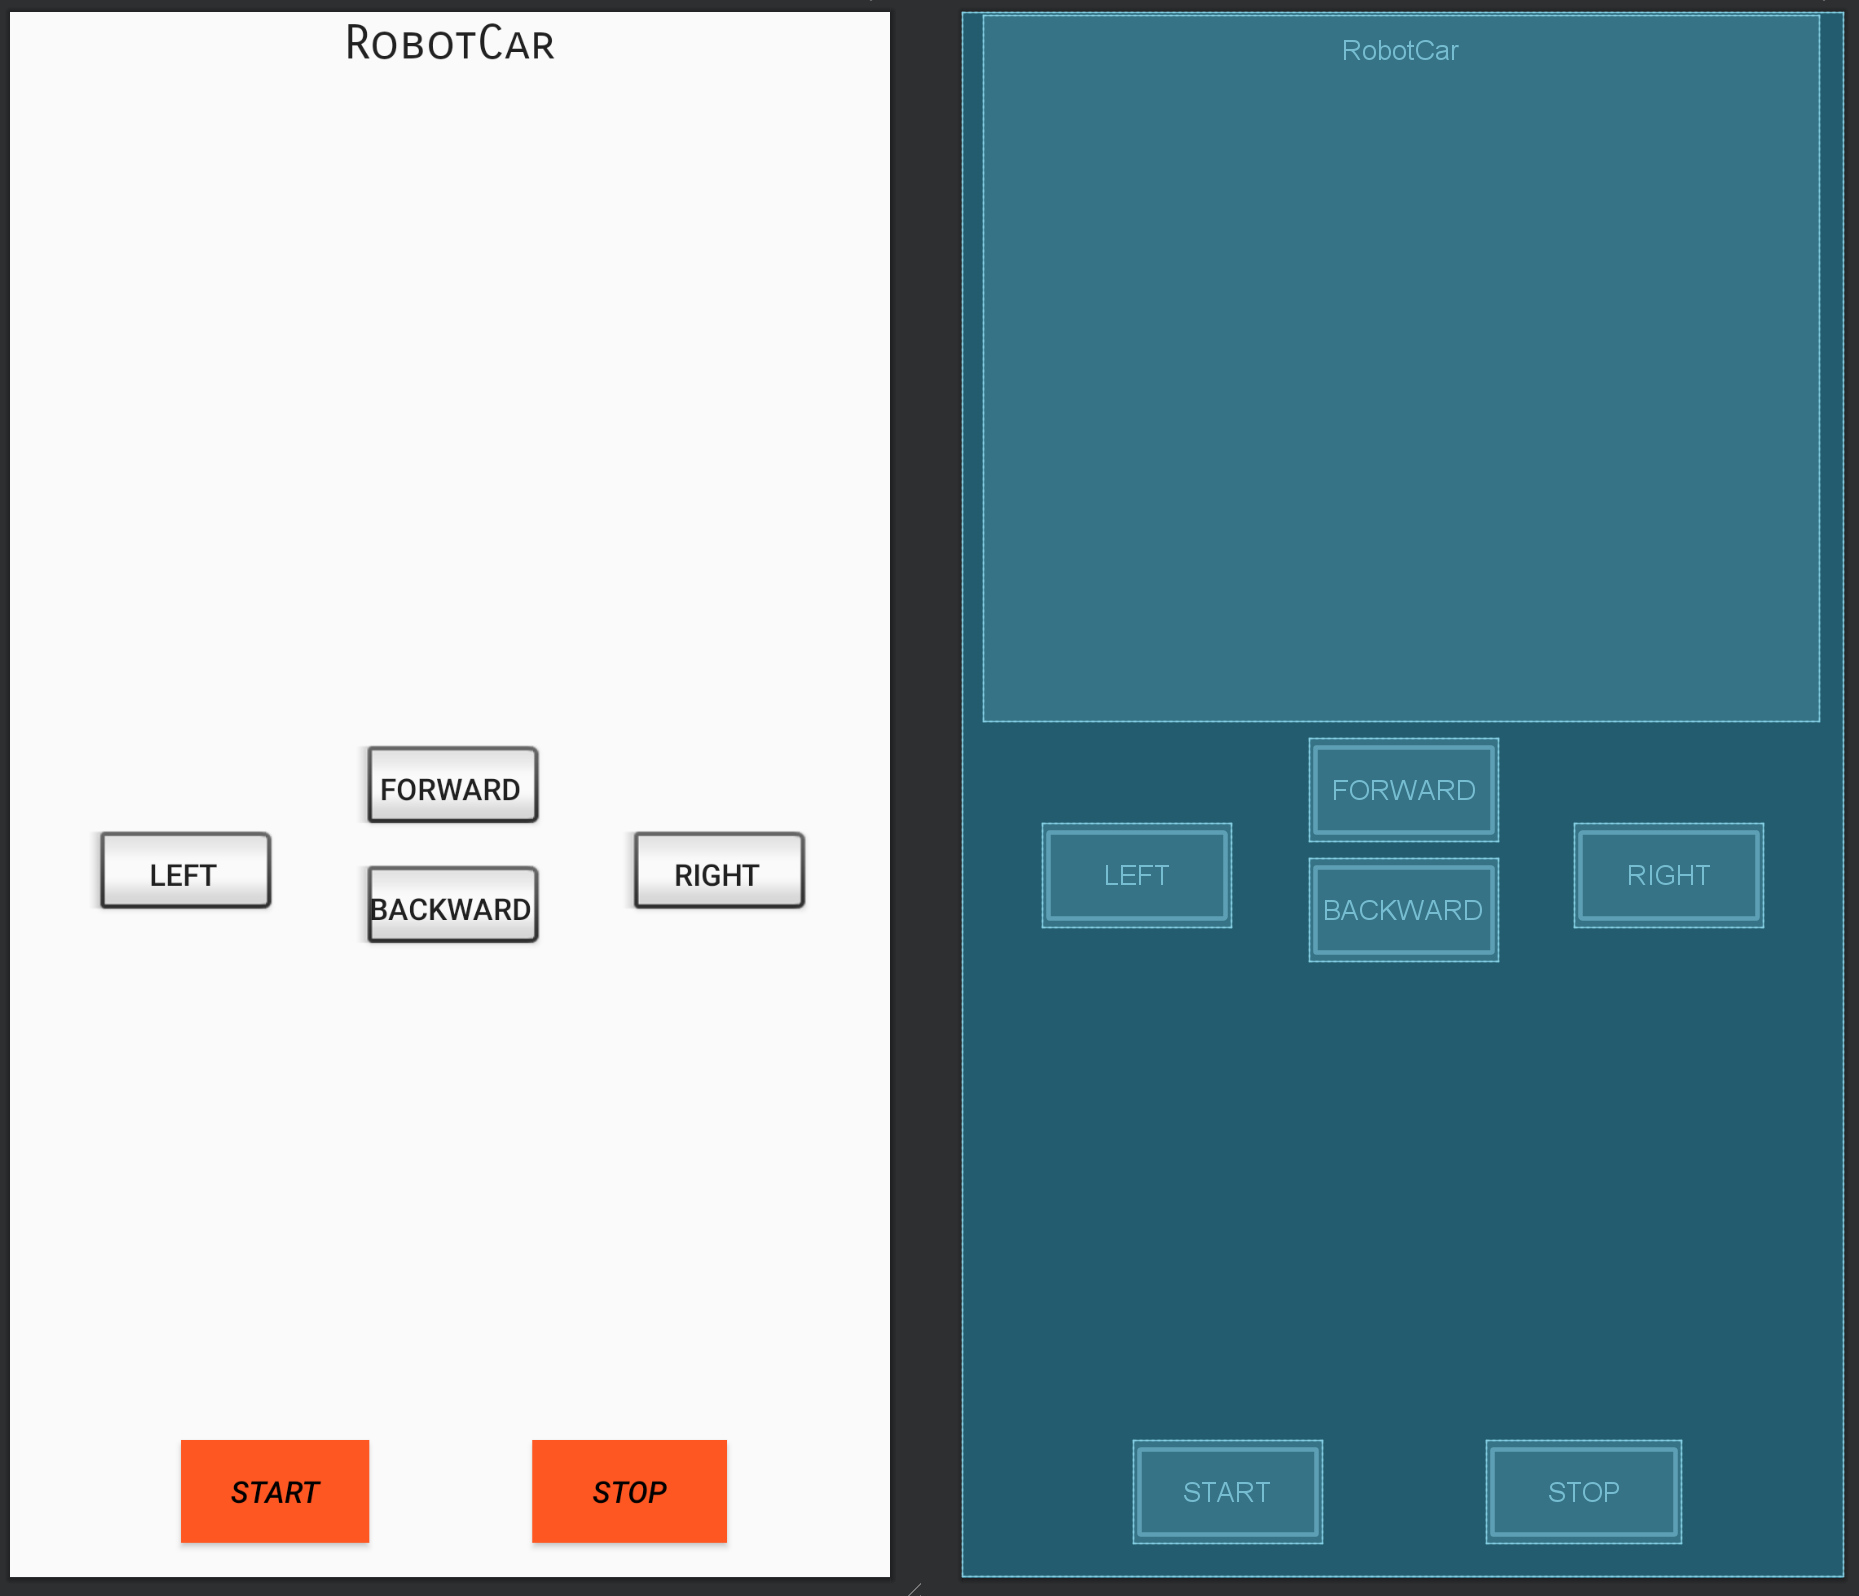 RobotCar
FORWARD
LEFT
RIGHT
BACKWARD
START
STOP
RobotCar
FORWARD
LEFT
RIGHT
BACKWARD
START
STOP